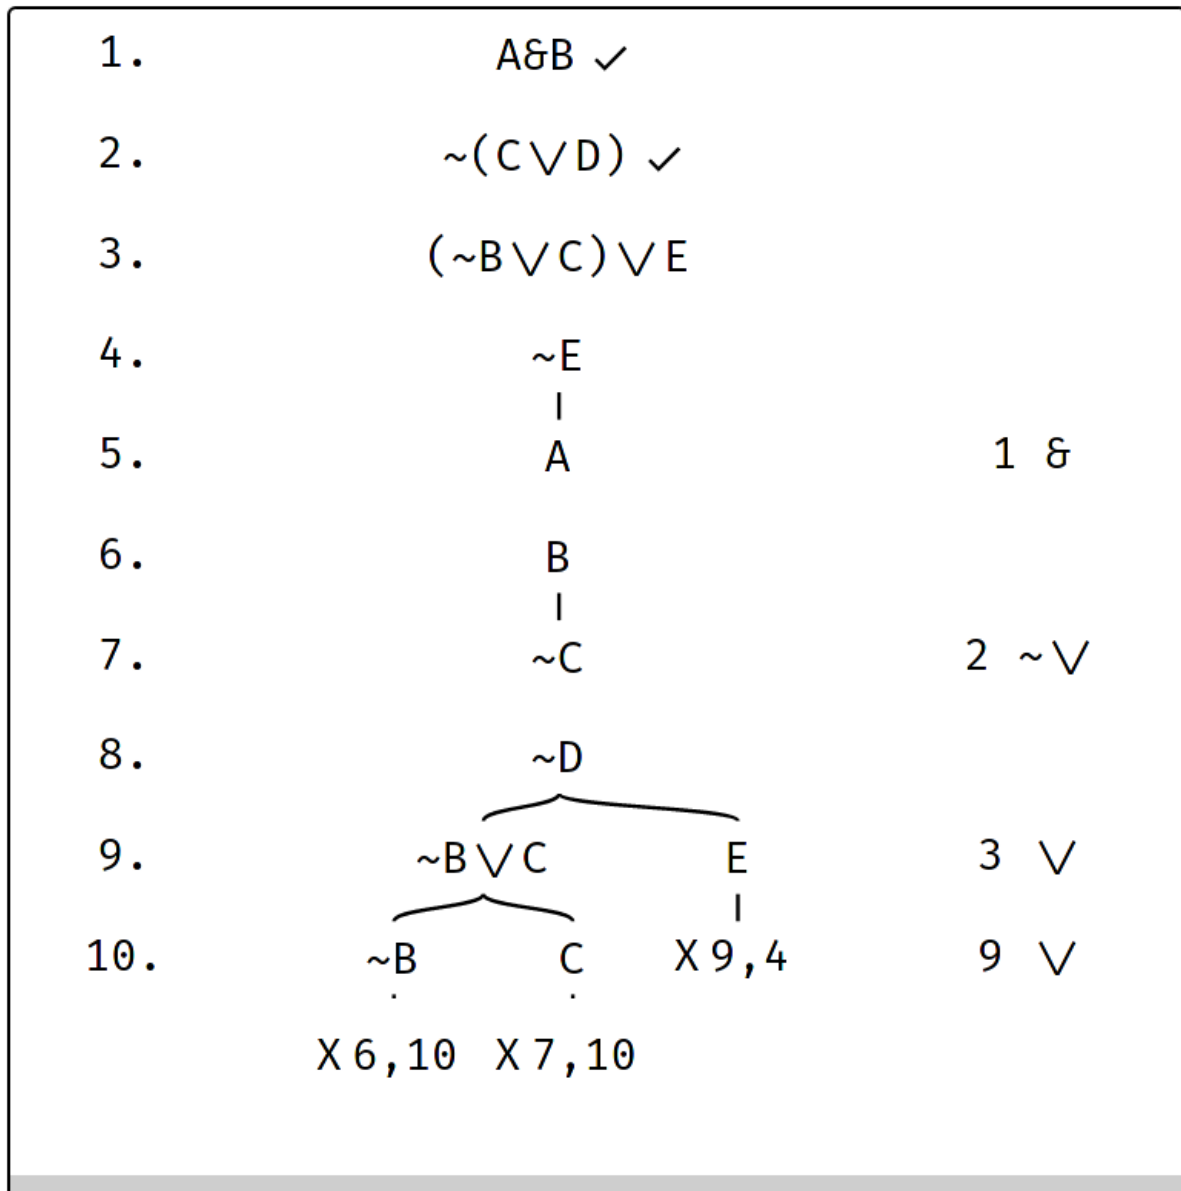 1. A&B ✓
2. ~(C∨D) ✓
3. (~B∨C)∨E
4. ~E
5. A 1 &
6. B
7. ~C 2 ~∨
8. ~D
9. ~B∨C E 3 ∨
10. ~B C X 9,4 9 ∨
X 6,10 X 7,10